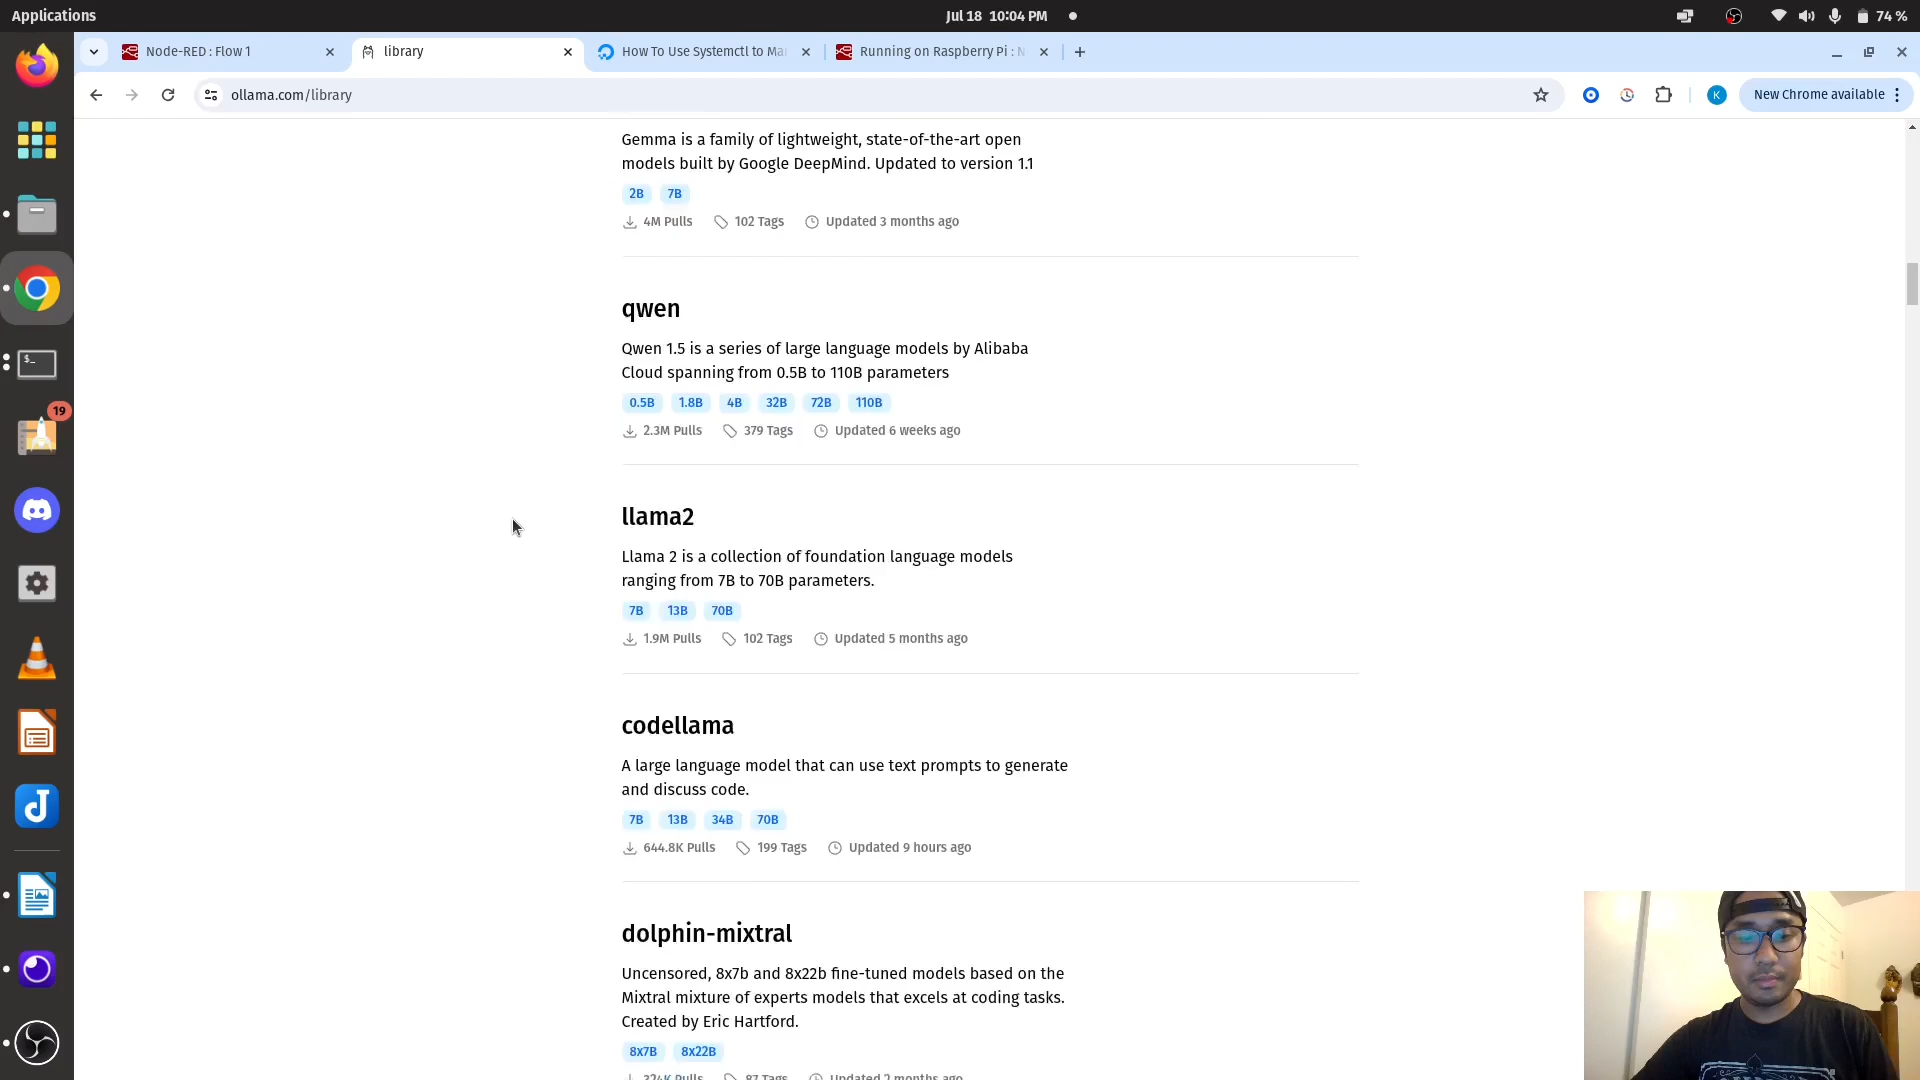 Applications
Jul 18 10:04 PM
74 %
Node-RED : Flow 1
library
How To Use Systemctl to Ma
Running on Raspberry Pi : N
ollama.com/library
K
New Chrome available
Gemma is a family of lightweight, state-of-the-art open
models built by Google DeepMind. Updated to version 1.1
2B 7B
4M Pulls 102 Tags Updated 3 months ago
qwen
Qwen 1.5 is a series of large language models by Alibaba
Cloud spanning from 0.5B to 110B parameters
0.5B 1.8B 4B 32B 72B 110B
2.3M Pulls 379 Tags Updated 6 weeks ago
19
llama2
Llama 2 is a collection of foundation language models
ranging from 7B to 70B parameters.
7B 13B 70B
1.9M Pulls 102 Tags Updated 5 months ago
codellama
A large language model that can use text prompts to generate
and discuss code.
7B 13B 34B 70B
644.8K Pulls 199 Tags Updated 9 hours ago
dolphin-mixtral
Uncensored, 8x7b and 8x22b fine-tuned models based on the
Mixtral mixture of experts models that excels at coding tasks.
Created by Eric Hartford.
8x7B 8x22B
324K Pulls 87 Tags Updated 2 months ago